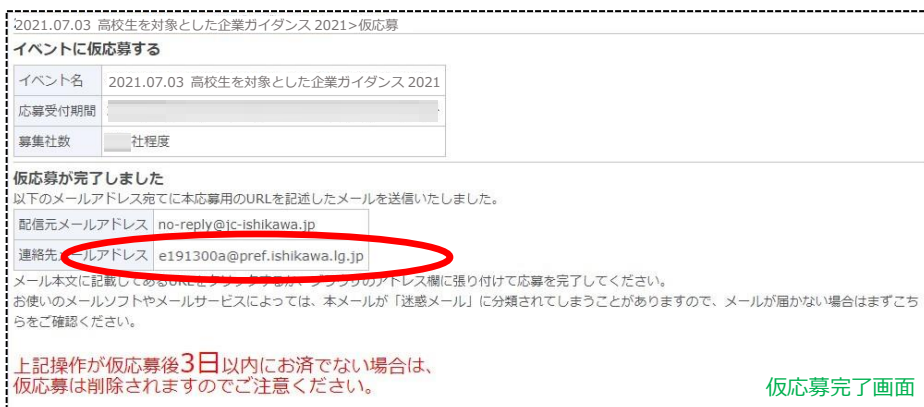 2021.07.03 高校生を対象とした企業ガイダンス 2021>仮応募
イベントに仮応募する
イベント名 2021.07.03 高校生を対象とした企業ガイダンス 2021
応募受付期間
募集社数 社程度
仮応募が完了しました
以下のメールアドレス宛てに本応募用のURLを記述したメールを送信いたしました。
配信元メールアドレス no-reply@jc-ishikawa.jp
連絡先メールアドレス e191300a@pref.ishikawa.lg.jp
メール本文に記載してあるURLをクリックするか、ブラウザのアドレス欄に張り付けて応募を完了してください。
お使いのメールソフトやメールサービスによっては、本メールが「迷惑メール」に分類されてしまうことがありますので、メールが届かない場合はまずこち
らをご確認ください。
上記操作が仮応募後3日以内にお済でない場合は、
仮応募は削除されますのでご注意ください。
仮応募完了画面